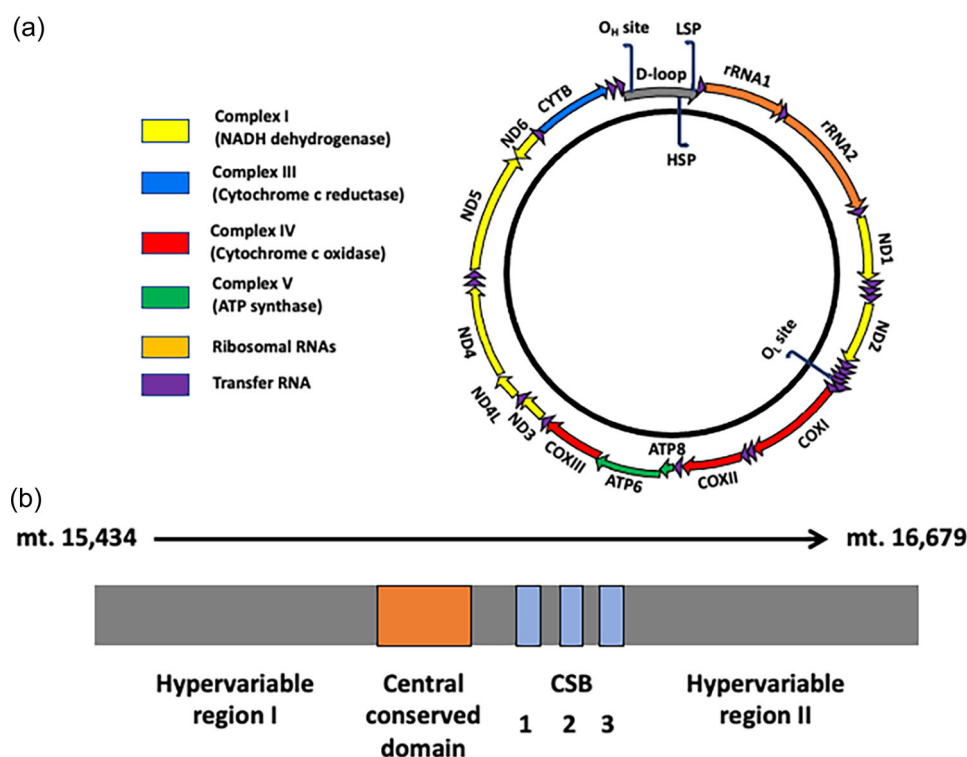 (a)
Complex I
(NADH dehydrogenase)
Complex III
(Cytochrome c reductase)
Complex IV
(Cytochrome c oxidase)
Complex V
(ATP synthase)
Ribosomal RNAs
Transfer RNA
OH site
LSP
D-loop
HSP
rRNA1
rRNA2
ND1
ND2
OL site
COXI
COXII
ATP8
ATP6
COXIII
ND3
ND4L
ND4
ND5
ND6
CYTB
(b)
mt. 15,434
mt. 16,679
Hypervariable
region I
Central
conserved
domain
CSB
1 2 3
Hypervariable
region II